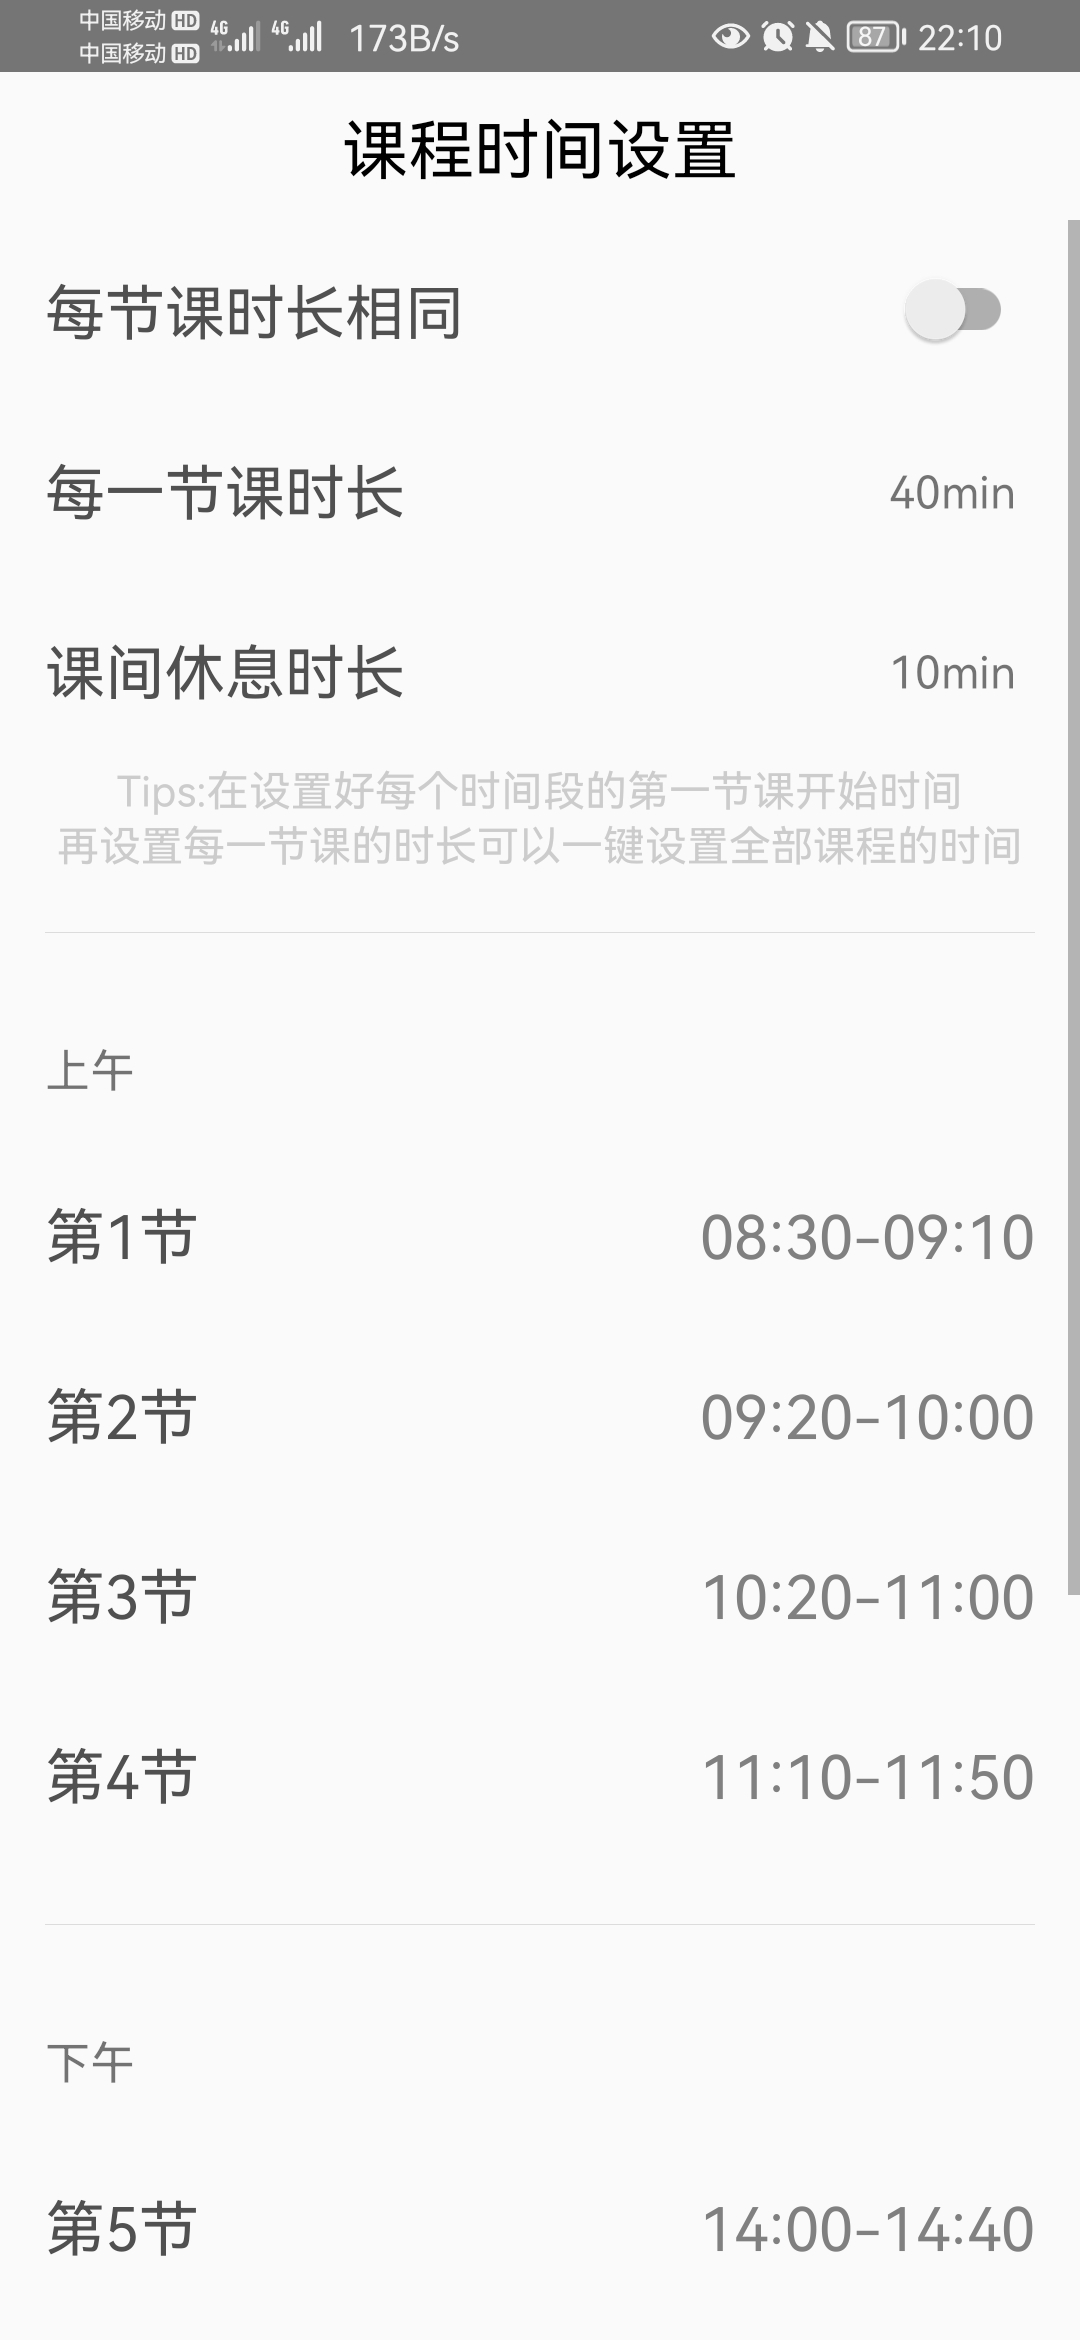 中国移动 HD 4G 4G 173B/s 87 22:10
中国移动 HD
课程时间设置
每节课时长相同
每一节课时长 40min
课间休息时长 10min
Tips:在设置好每个时间段的第一节课开始时间
再设置每一节课的时长可以一键设置全部课程的时间
上午
第1节 08:30-09:10
第2节 09:20-10:00
第3节 10:20-11:00
第4节 11:10-11:50
下午
第5节 14:00-14:40